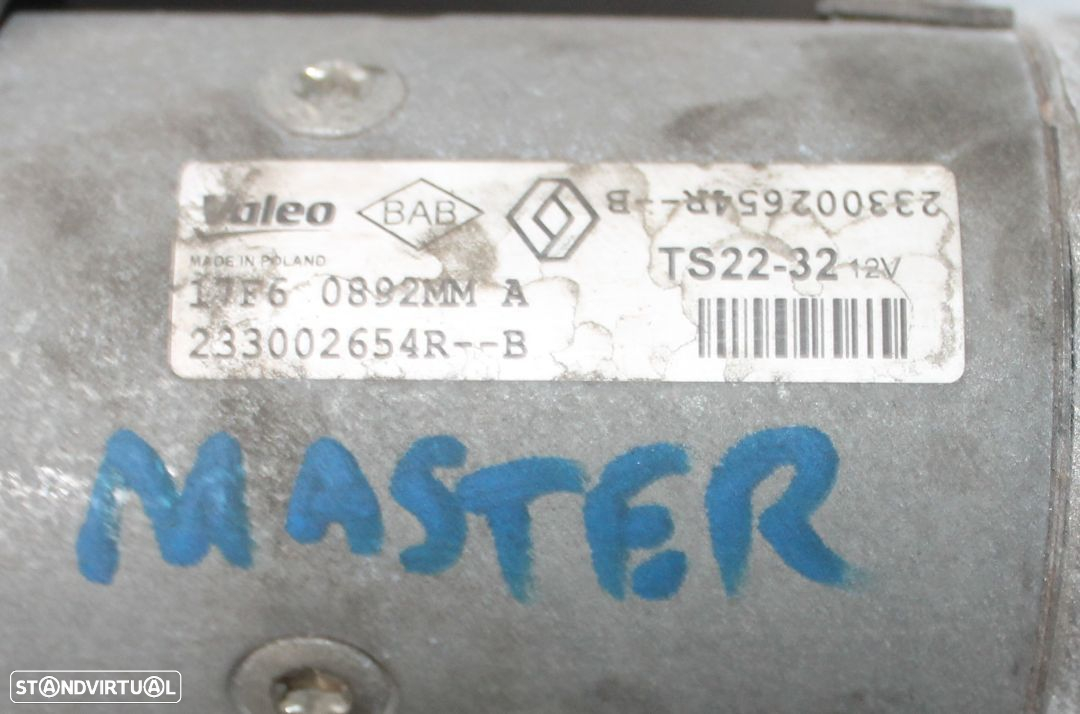 Valeo BAB 233002654R--B
MADE IN POLAND
TS22-32 12V
17F6 0892MM A
233002654R--B
MASTER
STANDVIRTUAL